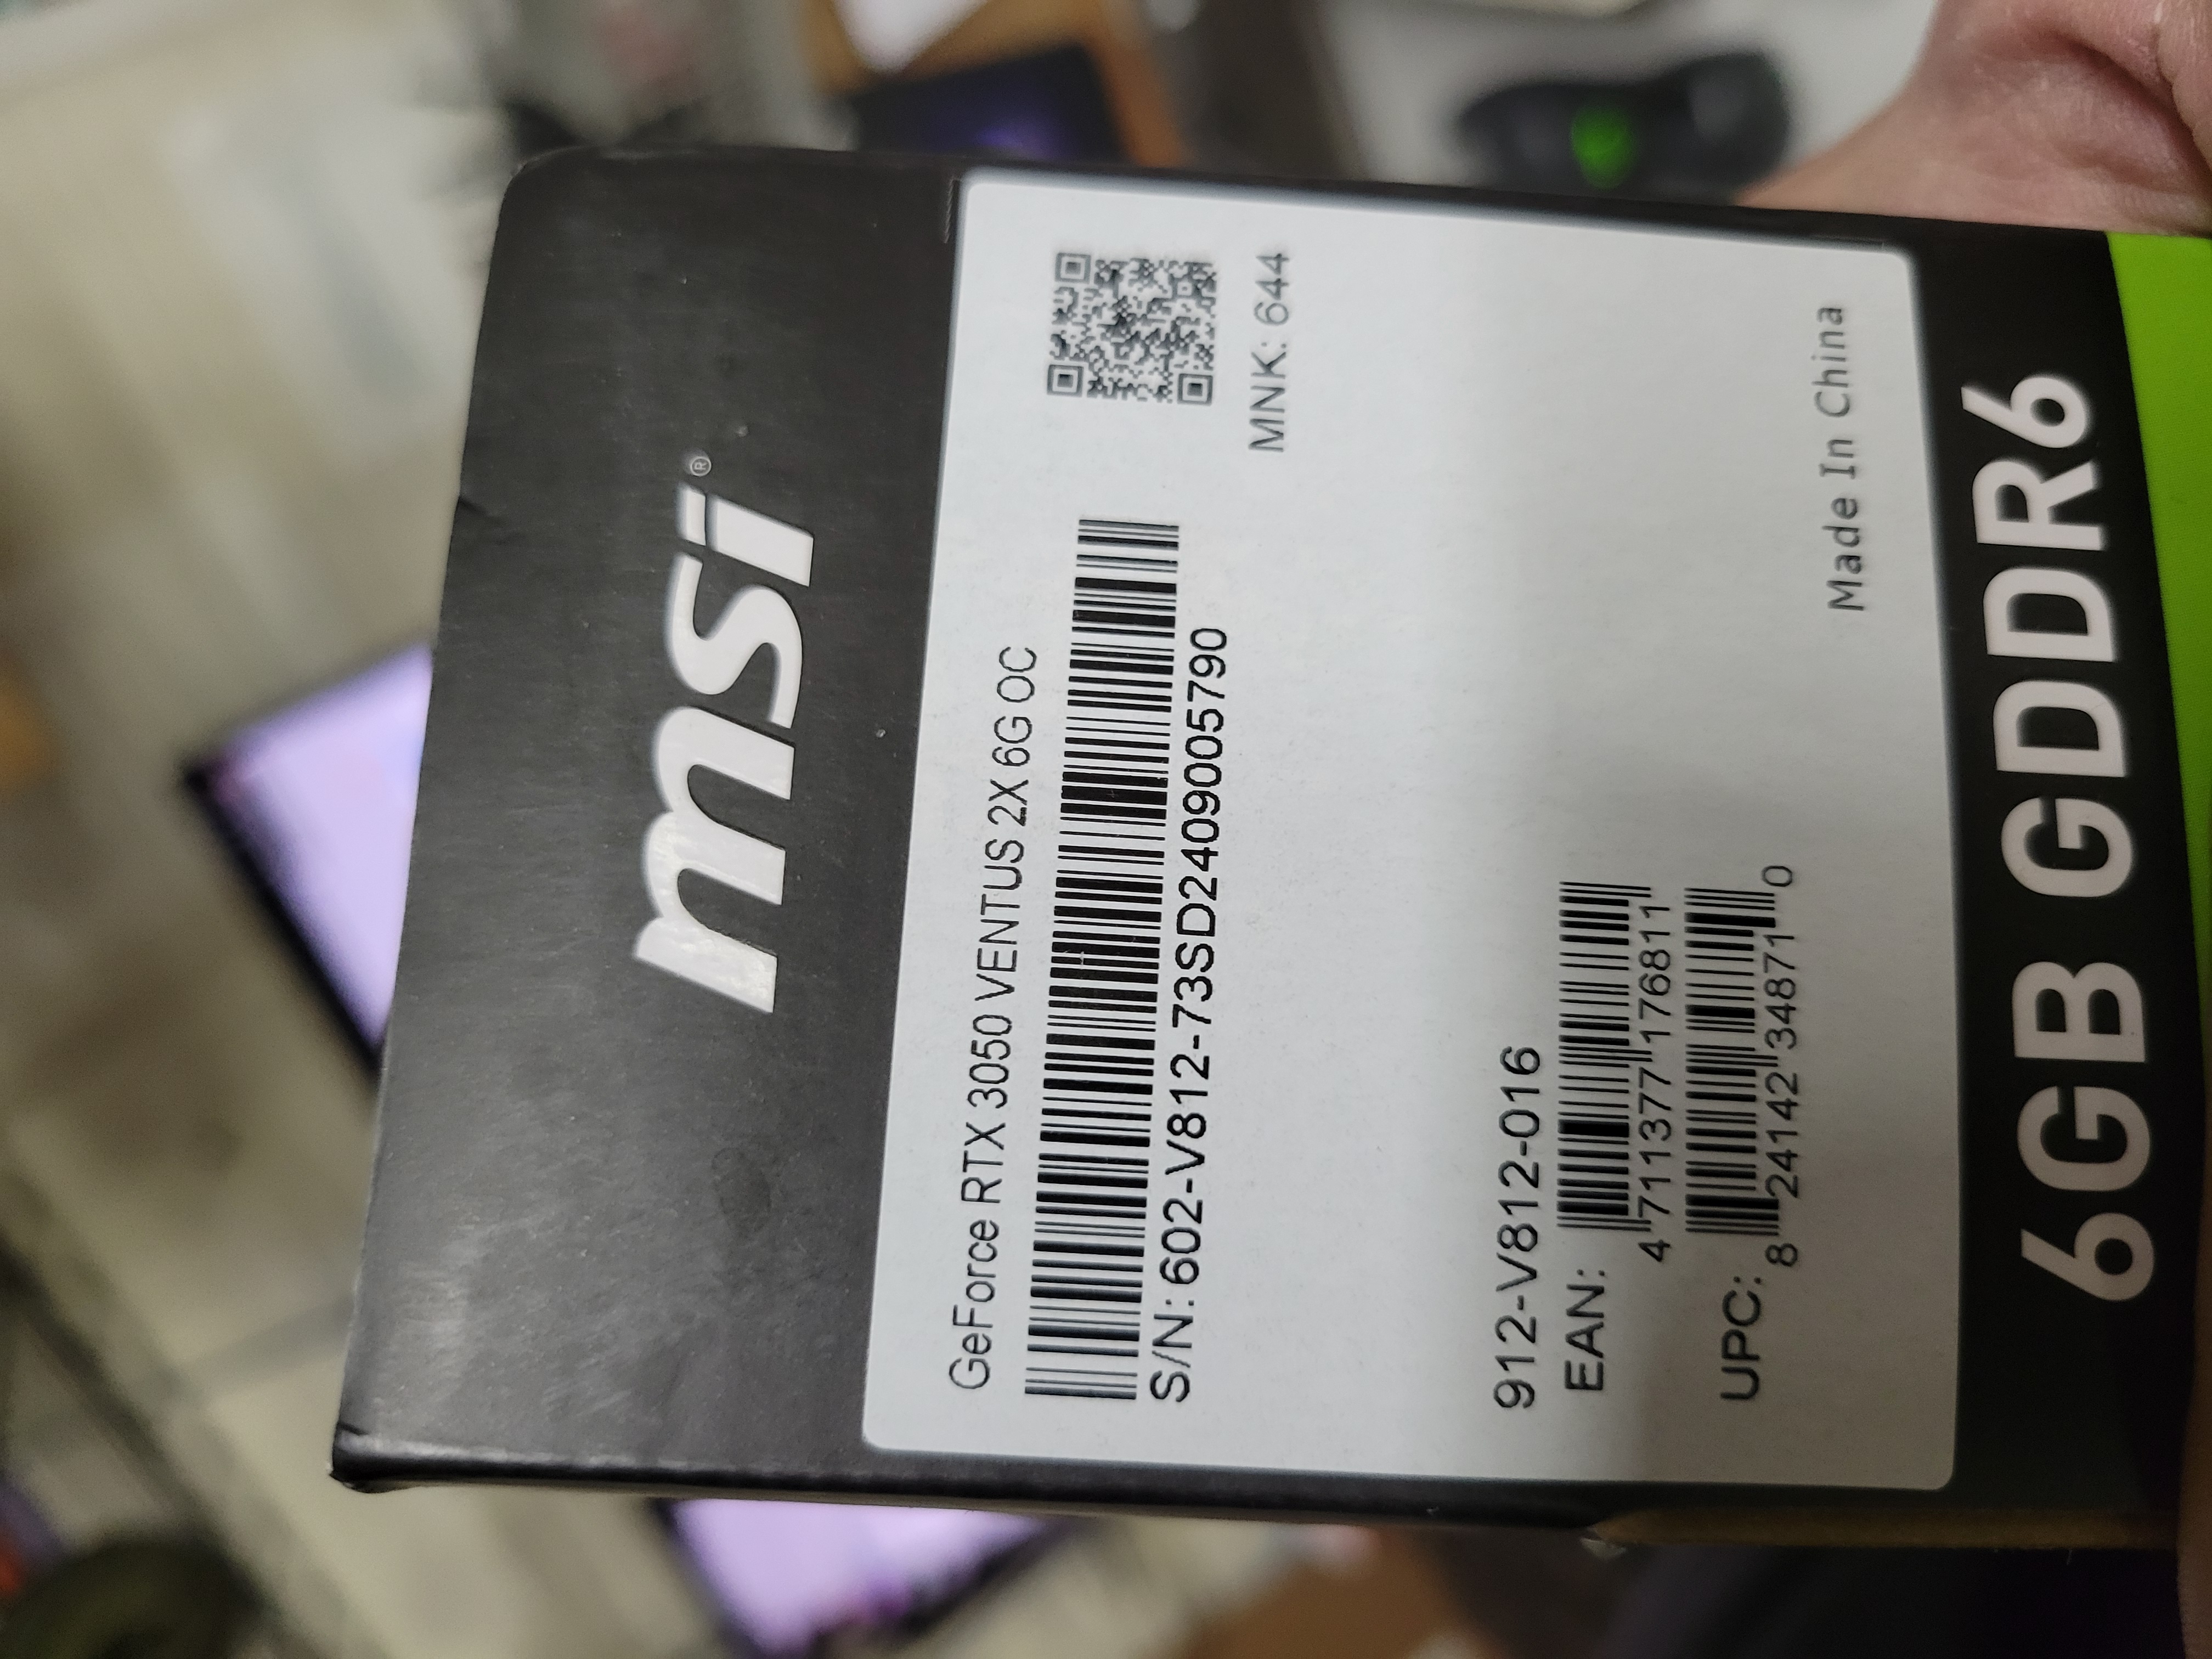 msi®
GeForce RTX 3050 VENTUS 2X 6G OC
S/N: 602-V812-73SD2409005790
MNK: 644
912-V812-016
EAN:
4 711377 176811
UPC:
8 24142 34871 0
Made In China
6GB GDDR6